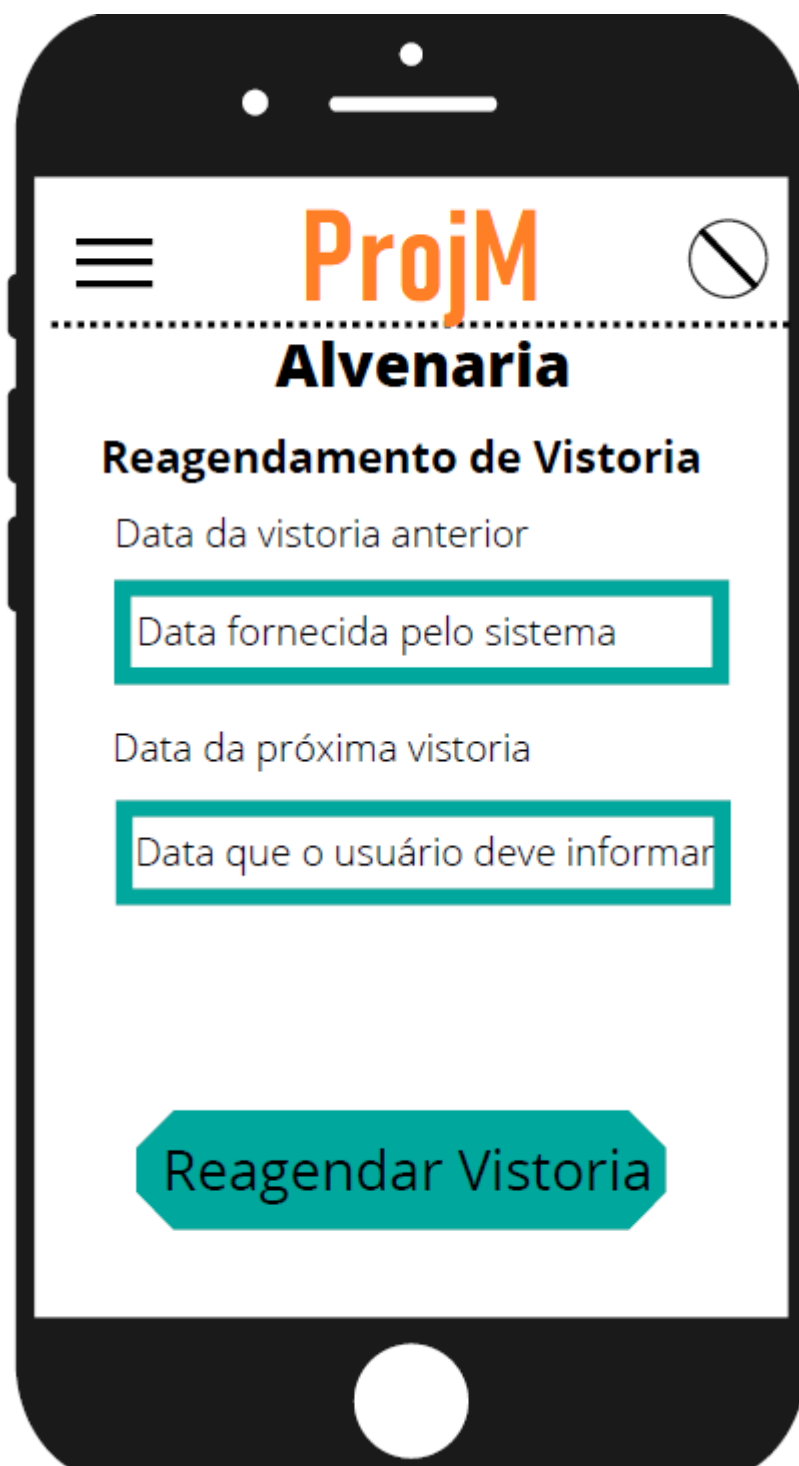 ProjM
Alvenaria
Reagendamento de Vistoria
Data da vistoria anterior
Data fornecida pelo sistema
Data da próxima vistoria
Data que o usuário deve informar
Reagendar Vistoria